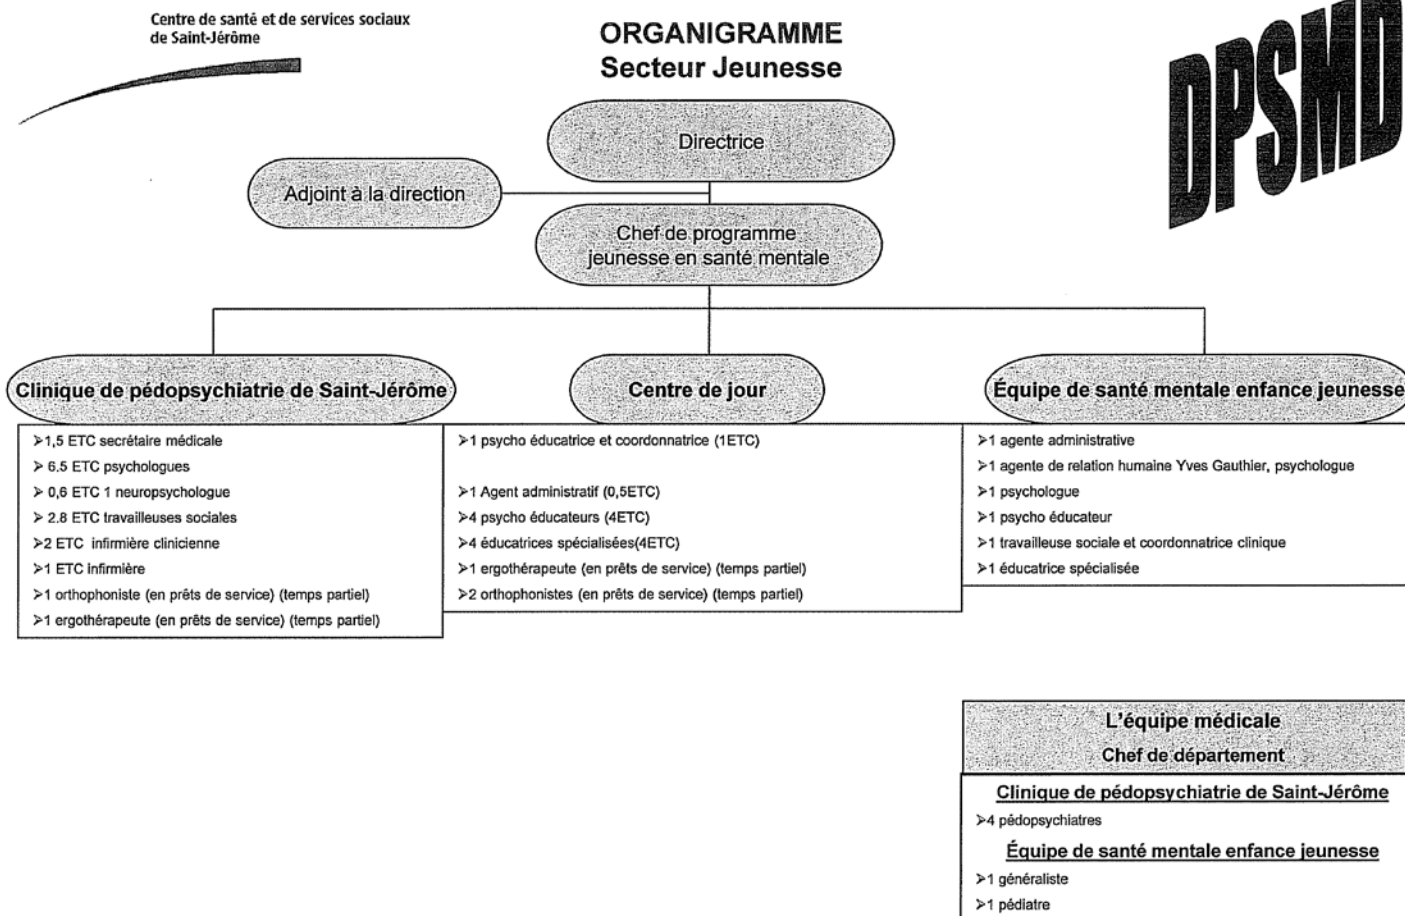 Centre de santé et de services sociaux
de Saint-Jérôme
ORGANIGRAMME
Secteur Jeunesse
DPSMD
Directrice
Adjoint à la direction
Chef de programme
jeunesse en santé mentale
Clinique de pédopsychiatrie de Saint-Jérôme
➢1,5 ETC secrétaire médicale
➢ 6.5 ETC psychologues
➢ 0,6 ETC 1 neuropsychologue
➢ 2.8 ETC travailleuses sociales
➢2 ETC infirmière clinicienne
➢1 ETC infirmière
➢1 orthophoniste (en prêts de service) (temps partiel)
➢1 ergothérapeute (en prêts de service) (temps partiel)
Centre de jour
➢1 psycho éducatrice et coordonnatrice (1ETC)
➢1 Agent administratif (0,5ETC)
➢4 psycho éducateurs (4ETC)
➢4 éducatrices spécialisées(4ETC)
➢1 ergothérapeute (en prêts de service) (temps partiel)
➢2 orthophonistes (en prêts de service) (temps partiel)
Équipe de santé mentale enfance jeunesse
➢1 agente administrative
➢1 agente de relation humaine Yves Gauthier, psychologue
➢1 psychologue
➢1 psycho éducateur
➢1 travailleuse sociale et coordonnatrice clinique
➢1 éducatrice spécialisée
L'équipe médicale
Chef de département
Clinique de pédopsychiatrie de Saint-Jérôme
➢4 pédopsychiatres
Équipe de santé mentale enfance jeunesse
➢1 généraliste
➢1 pédiatre